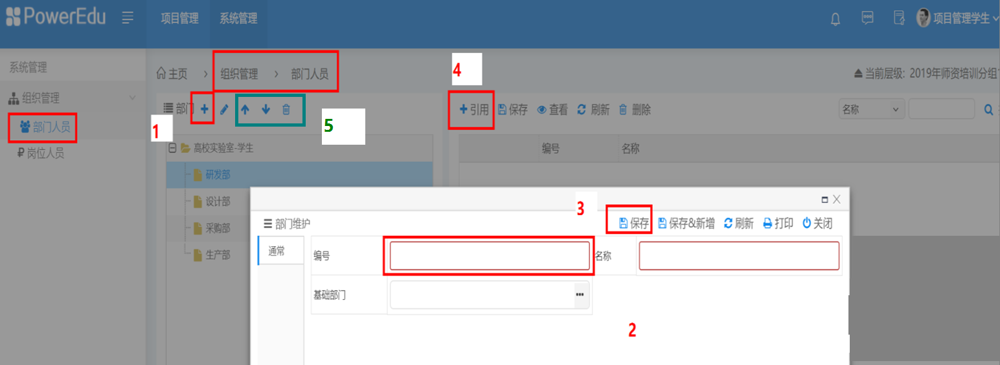 PowerEdu 项目管理 系统管理 项目管理学生
系统管理
主页 > 组织管理 > 部门人员
4
当前层级: 2019年师资培训分组
组织管理
部门
引用 保存 查看 刷新 删除 名称
部门人员
1
5
岗位人员
高校实验室-学生
编号 名称
研发部
设计部
采购部
生产部
3
部门维护
保存 保存&新增 刷新 打印 关闭
通常
编号 名称
基础部门 •••
2